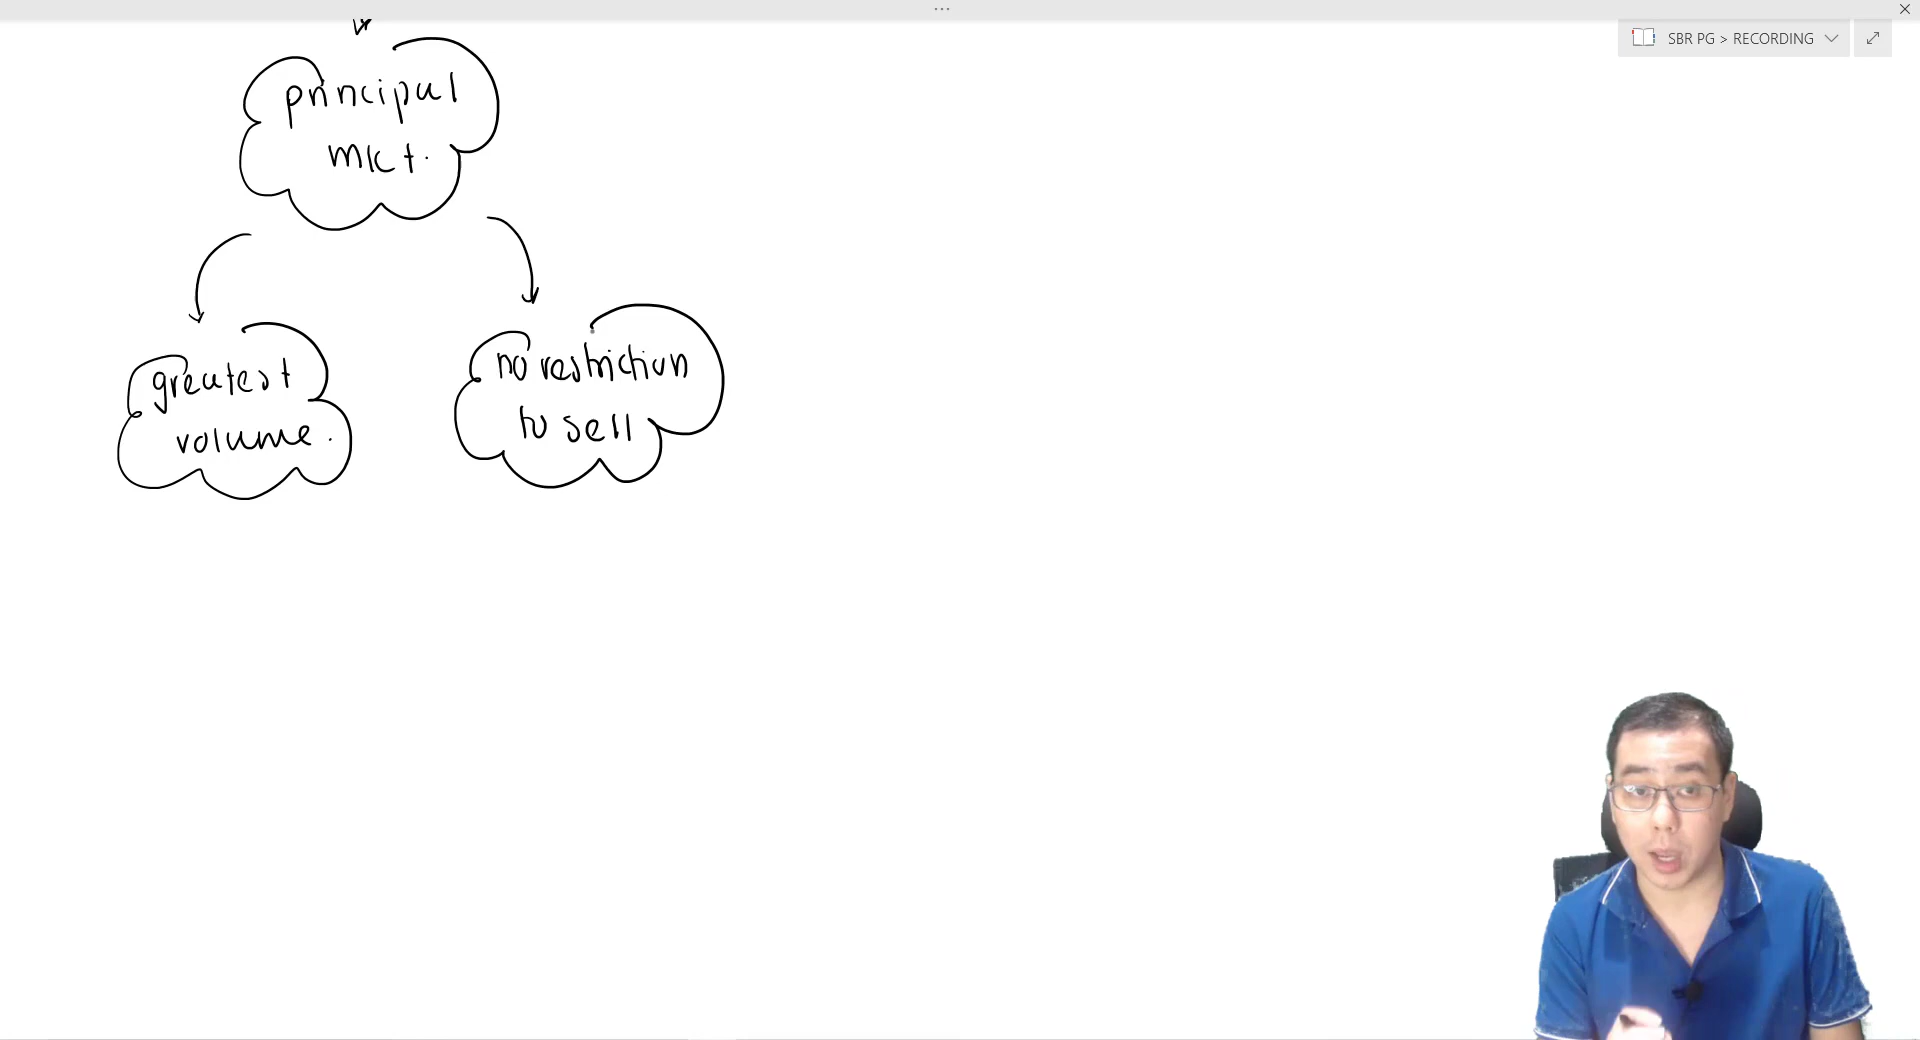 SBR PG > RECORDING
principal
mkt.
greatest
volume.
no restriction
to sell